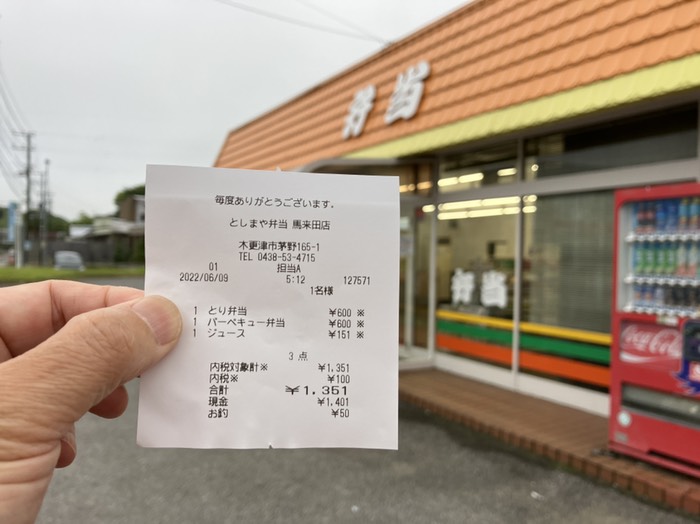 弁当
毎度ありがとうございます。
としまや弁当 馬来田店
木更津市茅野165-1
TEL 0438-53-4715
01 担当A
2022/06/09 5:12 127571
1名様
1 とり弁当 ¥600 ※
1 バーベキュー弁当 ¥600 ※
1 ジュース ¥151 ※
3 点
内税対象計※ ¥1,351
内税※ ¥100
合計 ¥1,351
現金 ¥1,401
お釣 ¥50
弁当
Coca-Cola